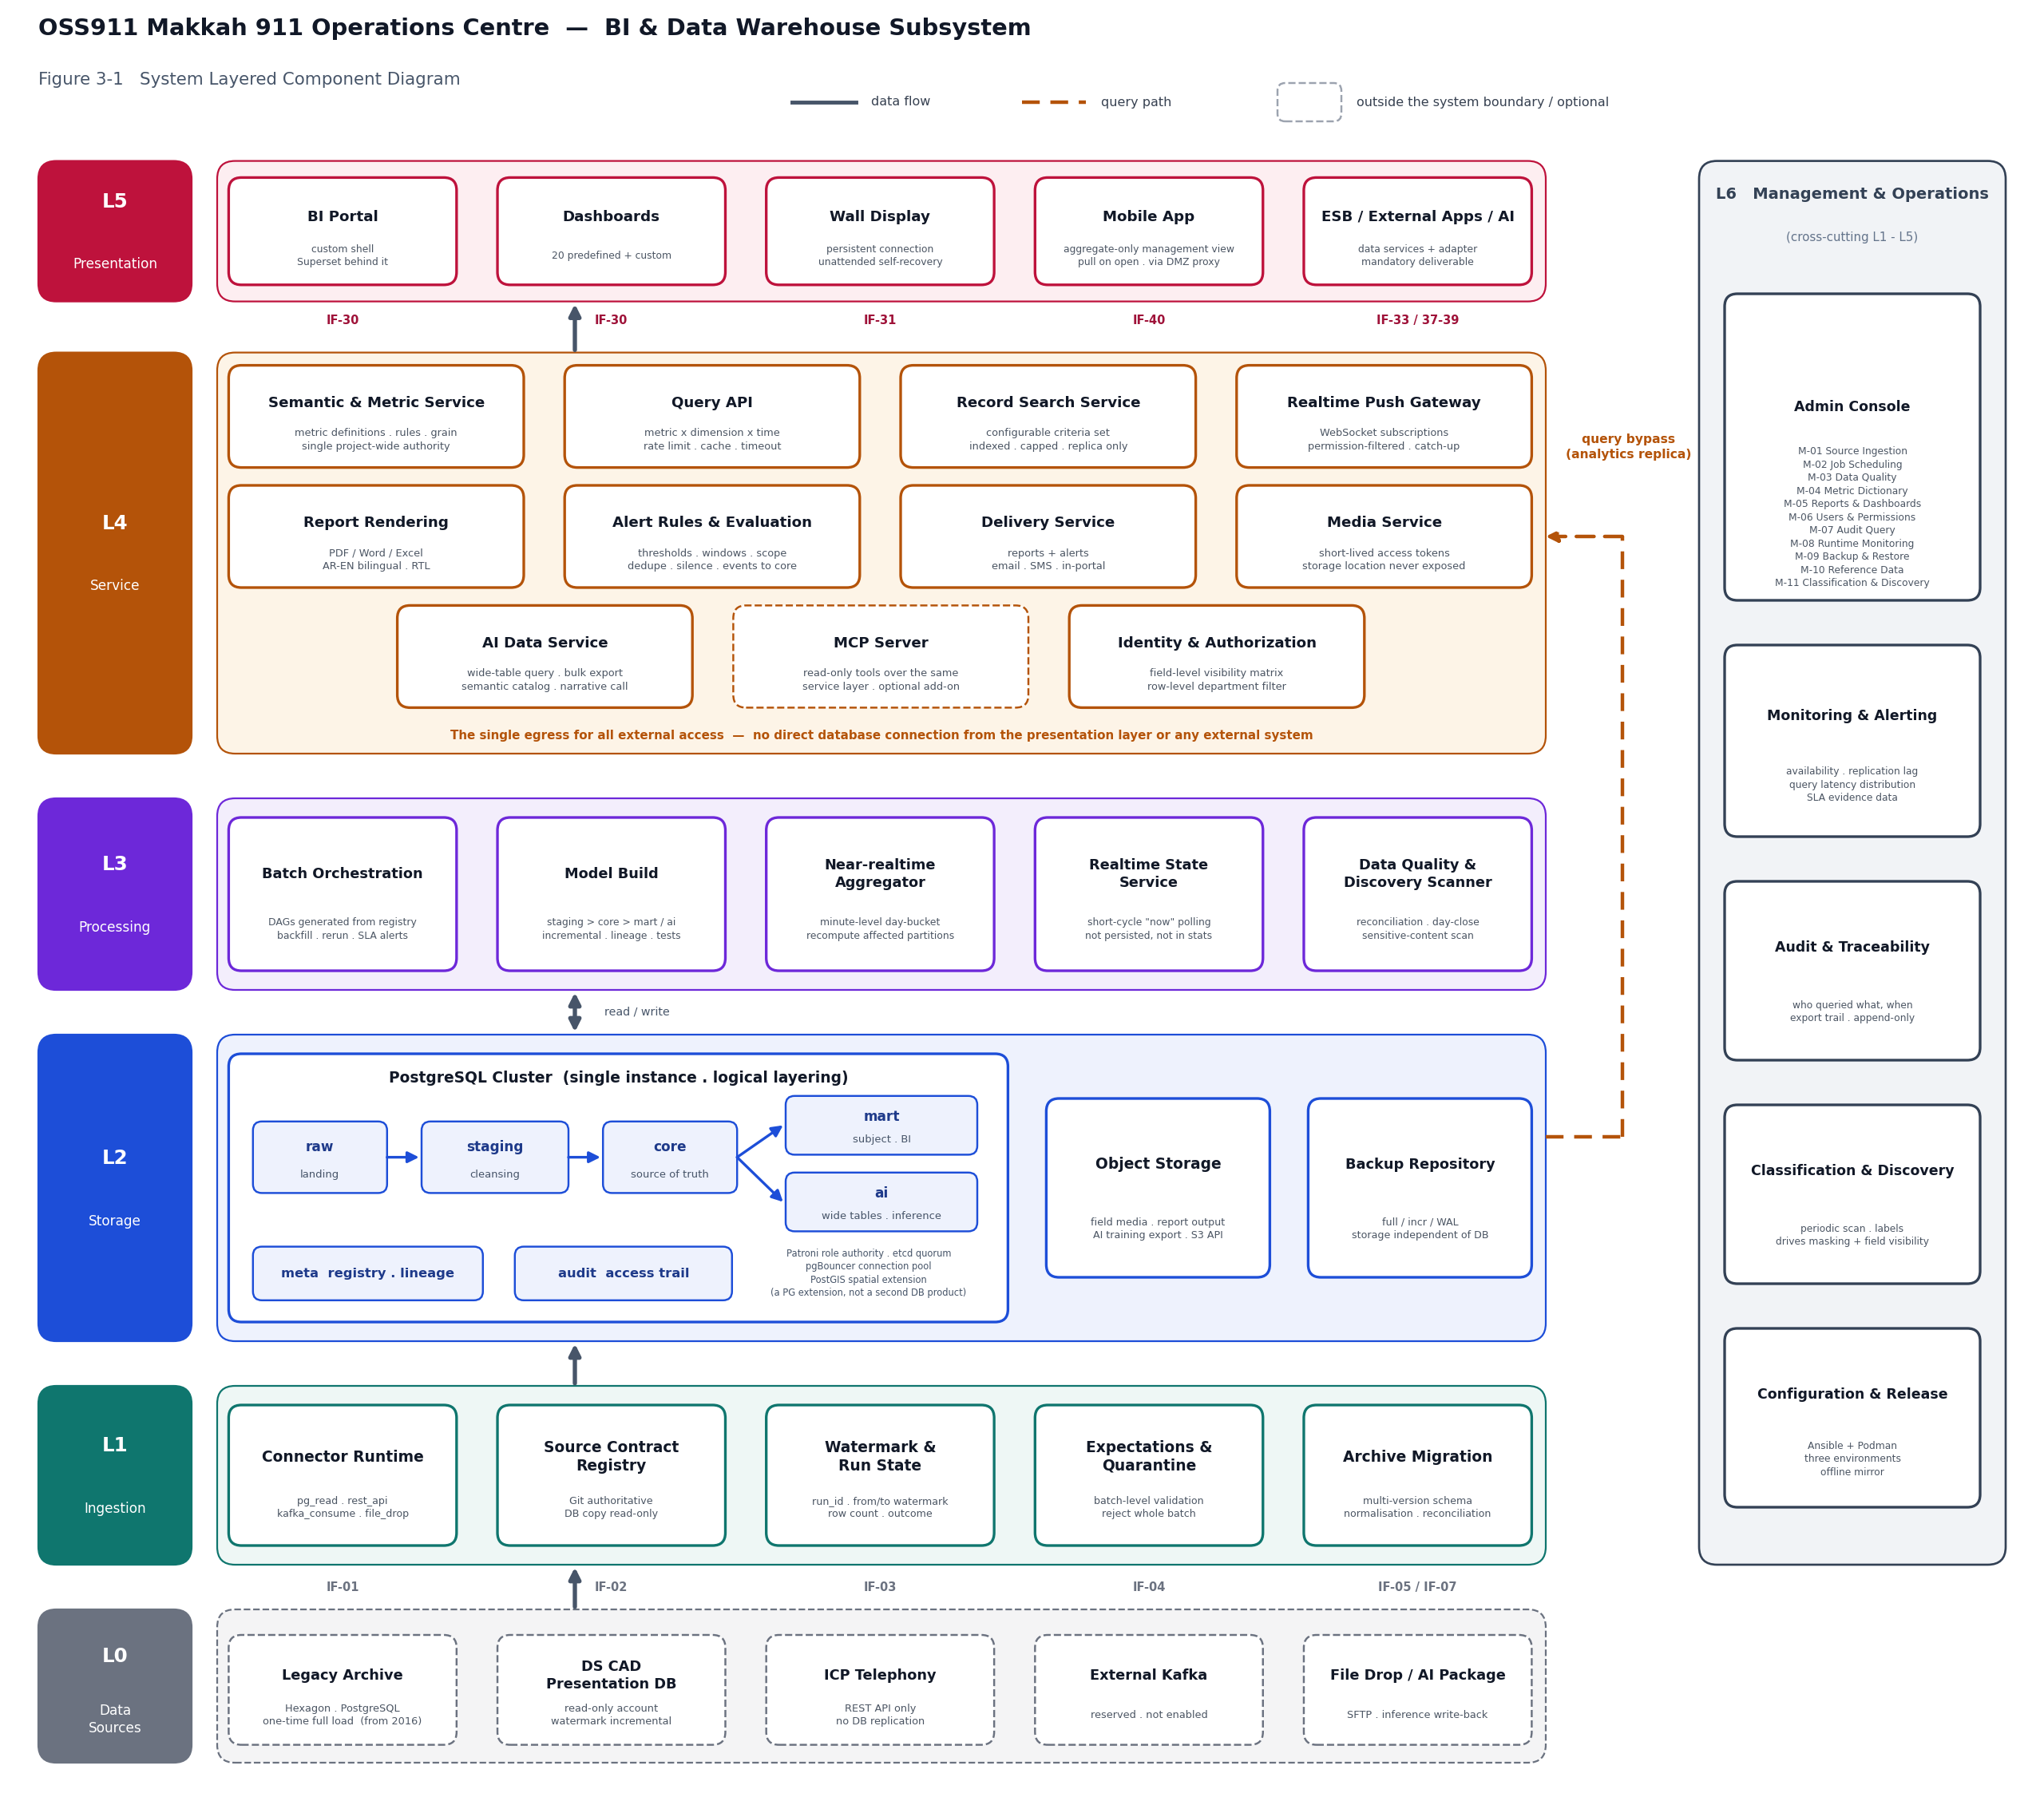 OSS911 Makkah 911 Operations Centre — BI & Data Warehouse Subsystem
Figure 3-1 System Layered Component Diagram
data flow
query path
outside the system boundary / optional
L5
Presentation
BI Portal
custom shell
Superset behind it
Dashboards
20 predefined + custom
Wall Display
persistent connection
unattended self-recovery
Mobile App
aggregate-only management view
pull on open . via DMZ proxy
ESB / External Apps / AI
data services + adapter
mandatory deliverable
IF-30
IF-30
IF-31
IF-40
IF-33 / 37-39
L4
Service
Semantic & Metric Service
metric definitions . rules . grain
single project-wide authority
Query API
metric x dimension x time
rate limit . cache . timeout
Record Search Service
configurable criteria set
indexed . capped . replica only
Realtime Push Gateway
WebSocket subscriptions
permission-filtered . catch-up
Report Rendering
PDF / Word / Excel
AR-EN bilingual . RTL
Alert Rules & Evaluation
thresholds . windows . scope
dedupe . silence . events to core
Delivery Service
reports + alerts
email . SMS . in-portal
Media Service
short-lived access tokens
storage location never exposed
AI Data Service
wide-table query . bulk export
semantic catalog . narrative call
MCP Server
read-only tools over the same
service layer . optional add-on
Identity & Authorization
field-level visibility matrix
row-level department filter
The single egress for all external access — no direct database connection from the presentation layer or any external system
query bypass
(analytics replica)
L3
Processing
Batch Orchestration
DAGs generated from registry
backfill . rerun . SLA alerts
Model Build
staging > core > mart / ai
incremental . lineage . tests
Near-realtime
Aggregator
minute-level day-bucket
recompute affected partitions
Realtime State
Service
short-cycle "now" polling
not persisted, not in stats
Data Quality &
Discovery Scanner
reconciliation . day-close
sensitive-content scan
read / write
L2
Storage
PostgreSQL Cluster (single instance . logical layering)
raw
landing
staging
cleansing
core
source of truth
mart
subject . BI
ai
wide tables . inference
meta registry . lineage
audit access trail
Patroni role authority . etcd quorum
pgBouncer connection pool
PostGIS spatial extension
(a PG extension, not a second DB product)
Object Storage
field media . report output
AI training export . S3 API
Backup Repository
full / incr / WAL
storage independent of DB
L1
Ingestion
Connector Runtime
pg_read . rest_api
kafka_consume . file_drop
Source Contract
Registry
Git authoritative
DB copy read-only
Watermark &
Run State
run_id . from/to watermark
row count . outcome
Expectations &
Quarantine
batch-level validation
reject whole batch
Archive Migration
multi-version schema
normalisation . reconciliation
IF-01
IF-02
IF-03
IF-04
IF-05 / IF-07
L0
Data
Sources
Legacy Archive
Hexagon . PostgreSQL
one-time full load (from 2016)
DS CAD
Presentation DB
read-only account
watermark incremental
ICP Telephony
REST API only
no DB replication
External Kafka
reserved . not enabled
File Drop / AI Package
SFTP . inference write-back
L6 Management & Operations
(cross-cutting L1 - L5)
Admin Console
M-01 Source Ingestion
M-02 Job Scheduling
M-03 Data Quality
M-04 Metric Dictionary
M-05 Reports & Dashboards
M-06 Users & Permissions
M-07 Audit Query
M-08 Runtime Monitoring
M-09 Backup & Restore
M-10 Reference Data
M-11 Classification & Discovery
Monitoring & Alerting
availability . replication lag
query latency distribution
SLA evidence data
Audit & Traceability
who queried what, when
export trail . append-only
Classification & Discovery
periodic scan . labels
drives masking + field visibility
Configuration & Release
Ansible + Podman
three environments
offline mirror